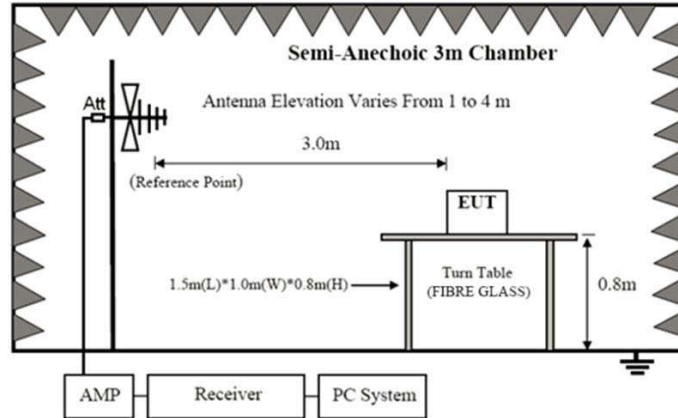 Semi-Anechoic 3m Chamber
Att
Antenna Elevation Varies From 1 to 4 m
3.0m
(Reference Point)
EUT
1.5m(L)*1.0m(W)*0.8m(H)
Turn Table
(FIBRE GLASS)
0.8m
AMP
Receiver
PC System